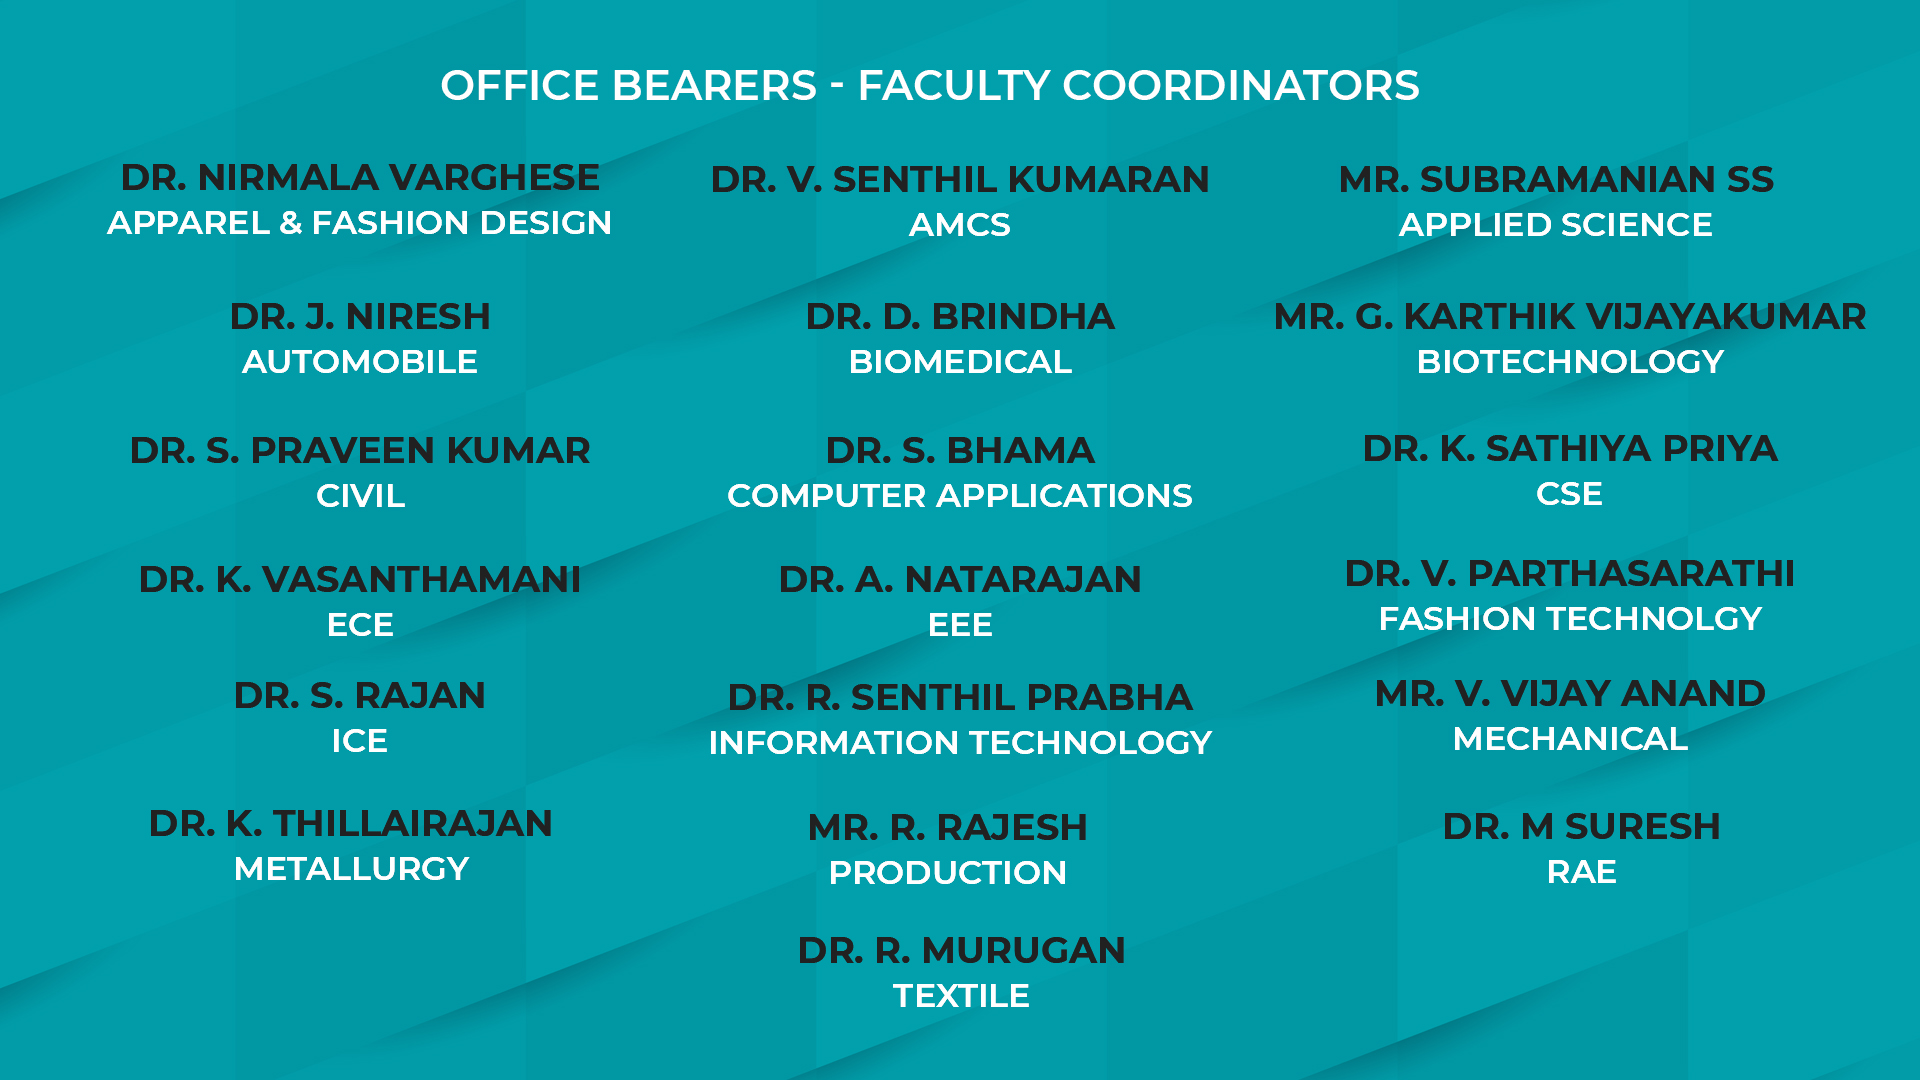 OFFICE BEARERS - FACULTY COORDINATORS
DR. NIRMALA VARGHESE
APPAREL & FASHION DESIGN
DR. V. SENTHIL KUMARAN
AMCS
MR. SUBRAMANIAN SS
APPLIED SCIENCE
DR. J. NIRESH
AUTOMOBILE
DR. D. BRINDHA
BIOMEDICAL
MR. G. KARTHIK VIJAYAKUMAR
BIOTECHNOLOGY
DR. S. PRAVEEN KUMAR
CIVIL
DR. S. BHAMA
COMPUTER APPLICATIONS
DR. K. SATHIYA PRIYA
CSE
DR. K. VASANTHAMANI
ECE
DR. A. NATARAJAN
EEE
DR. V. PARTHASARATHI
FASHION TECHNOLGY
DR. S. RAJAN
ICE
DR. R. SENTHIL PRABHA
INFORMATION TECHNOLOGY
MR. V. VIJAY ANAND
MECHANICAL
DR. K. THILLAIRAJAN
METALLURGY
MR. R. RAJESH
PRODUCTION
DR. M SURESH
RAE
DR. R. MURUGAN
TEXTILE